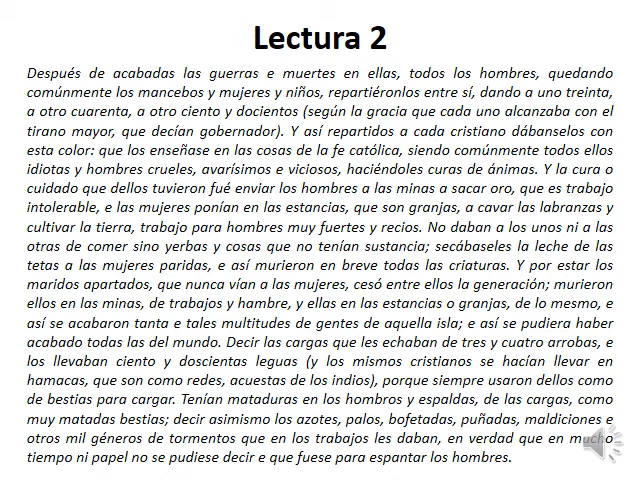 Lectura 2
Después de acabadas las guerras e muertes en ellas, todos los hombres, quedando
comúnmente los mancebos y mujeres y niños, repartiéronlos entre sí, dando a uno treinta,
a otro cuarenta, a otro ciento y docientos (según la gracia que cada uno alcanzaba con el
tirano mayor, que decían gobernador). Y así repartidos a cada cristiano dábanselos con
esta color: que los enseñase en las cosas de la fe católica, siendo comúnmente todos ellos
idiotas y hombres crueles, avarísimos e viciosos, haciéndoles curas de ánimas. Y la cura o
cuidado que dellos tuvieron fué enviar los hombres a las minas a sacar oro, que es trabajo
intolerable, e las mujeres ponían en las estancias, que son granjas, a cavar las labranzas y
cultivar la tierra, trabajo para hombres muy fuertes y recios. No daban a los unos ni a las
otras de comer sino yerbas y cosas que no tenían sustancia; secábaseles la leche de las
tetas a las mujeres paridas, e así murieron en breve todas las criaturas. Y por estar los
maridos apartados, que nunca vían a las mujeres, cesó entre ellos la generación; murieron
ellos en las minas, de trabajos y hambre, y ellas en las estancias o granjas, de lo mesmo, e
así se acabaron tanta e tales multitudes de gentes de aquella isla; e así se pudiera haber
acabado todas las del mundo. Decir las cargas que les echaban de tres y cuatro arrobas, e
los llevaban ciento y doscientas leguas (y los mismos cristianos se hacían llevar en
hamacas, que son como redes, acuestas de los indios), porque siempre usaron dellos como
de bestias para cargar. Tenían mataduras en los hombros y espaldas, de las cargas, como
muy matadas bestias; decir asimismo los azotes, palos, bofetadas, puñadas, maldiciones e
otros mil géneros de tormentos que en los trabajos les daban, en verdad que en mucho
tiempo ni papel no se pudiese decir e que fuese para espantar los hombres.